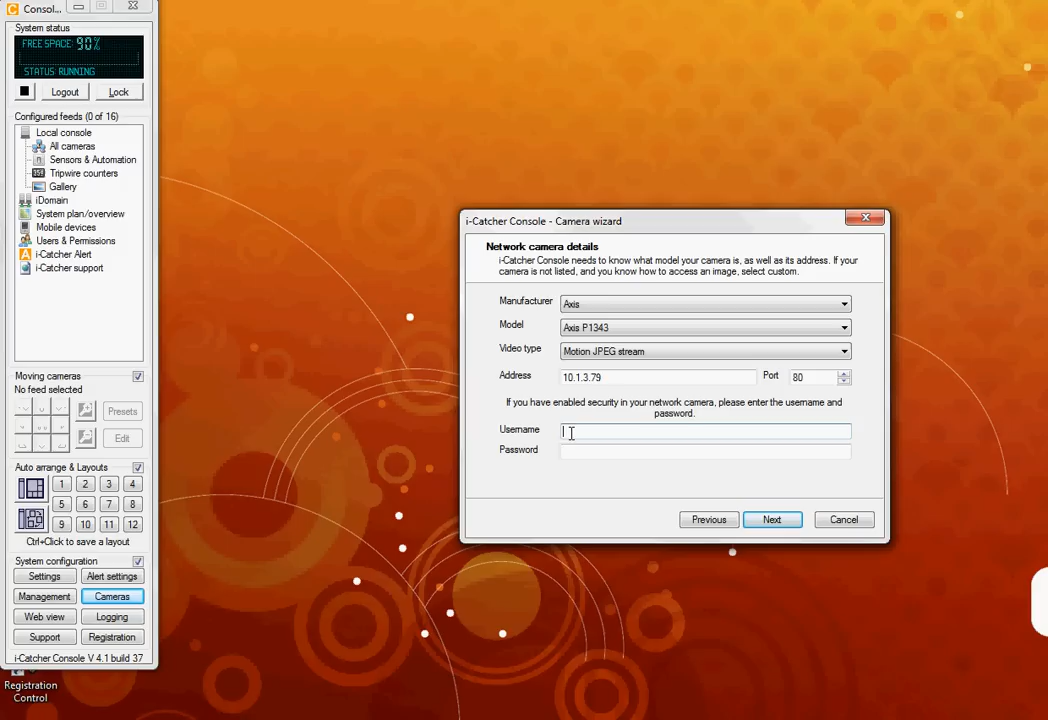 Consol...
System status
FREE SPACE: 90%
STATUS: RUNNING
Logout
Lock
Configured feeds (0 of 16)
Local console
All cameras
Sensors & Automation
Tripwire counters
Gallery
iDomain
System plan/overview
Mobile devices
Users & Permissions
i-Catcher Alert
i-Catcher support
Moving cameras
No feed selected
Presets
Edit
Auto arrange & Layouts
1 2 3 4
5 6 7 8
9 10 11 12
Ctrl+Click to save a layout
System configuration
Settings Alert settings
Management Cameras
Web view Logging
Support Registration
i-Catcher Console V 4.1 build 37
Registration
Control
i-Catcher Console - Camera wizard
Network camera details
i-Catcher Console needs to know what model your camera is, as well as its address. If your
camera is not listed, and you know how to access an image, select custom.
Manufacturer Axis
Model Axis P1343
Video type Motion JPEG stream
Address 10.1.3.79 Port 80
If you have enabled security in your network camera, please enter the username and
password.
Username
Password
Previous Next Cancel